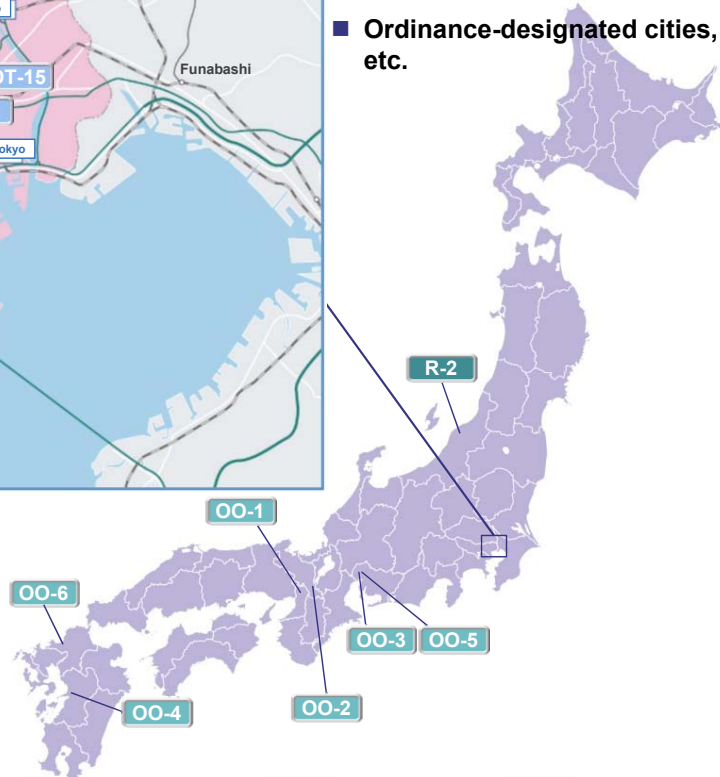 Ordinance-designated cities,
etc.
OT-15
Funabashi
R-2
OO-1
OO-6
OO-3
OO-5
OO-4
OO-2